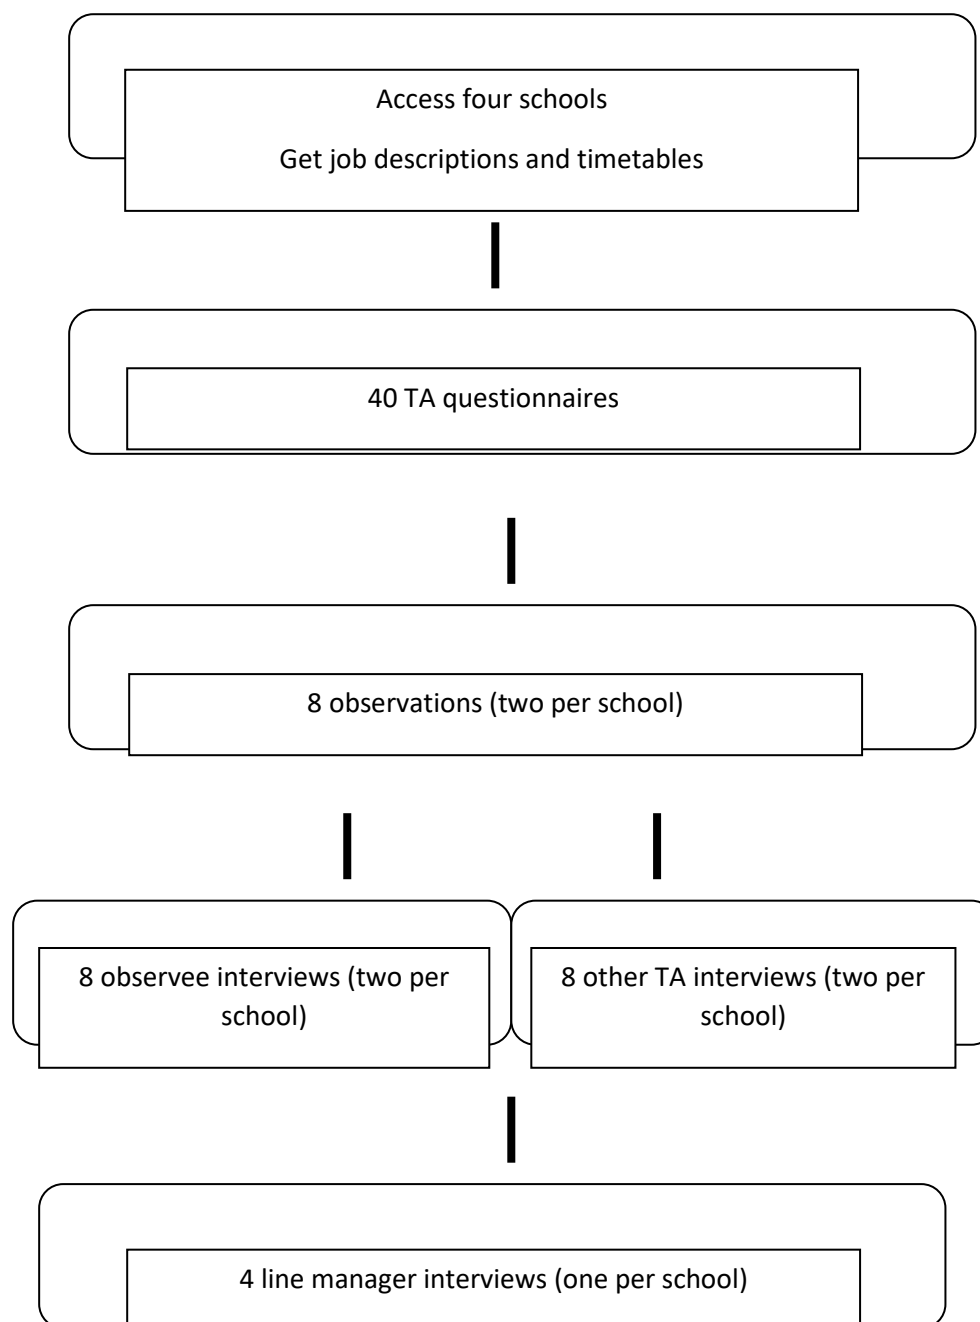 Access four schools
Get job descriptions and timetables
40 TA questionnaires
8 observations (two per school)
8 observee interviews (two per
school)
8 other TA interviews (two per
school)
4 line manager interviews (one per school)